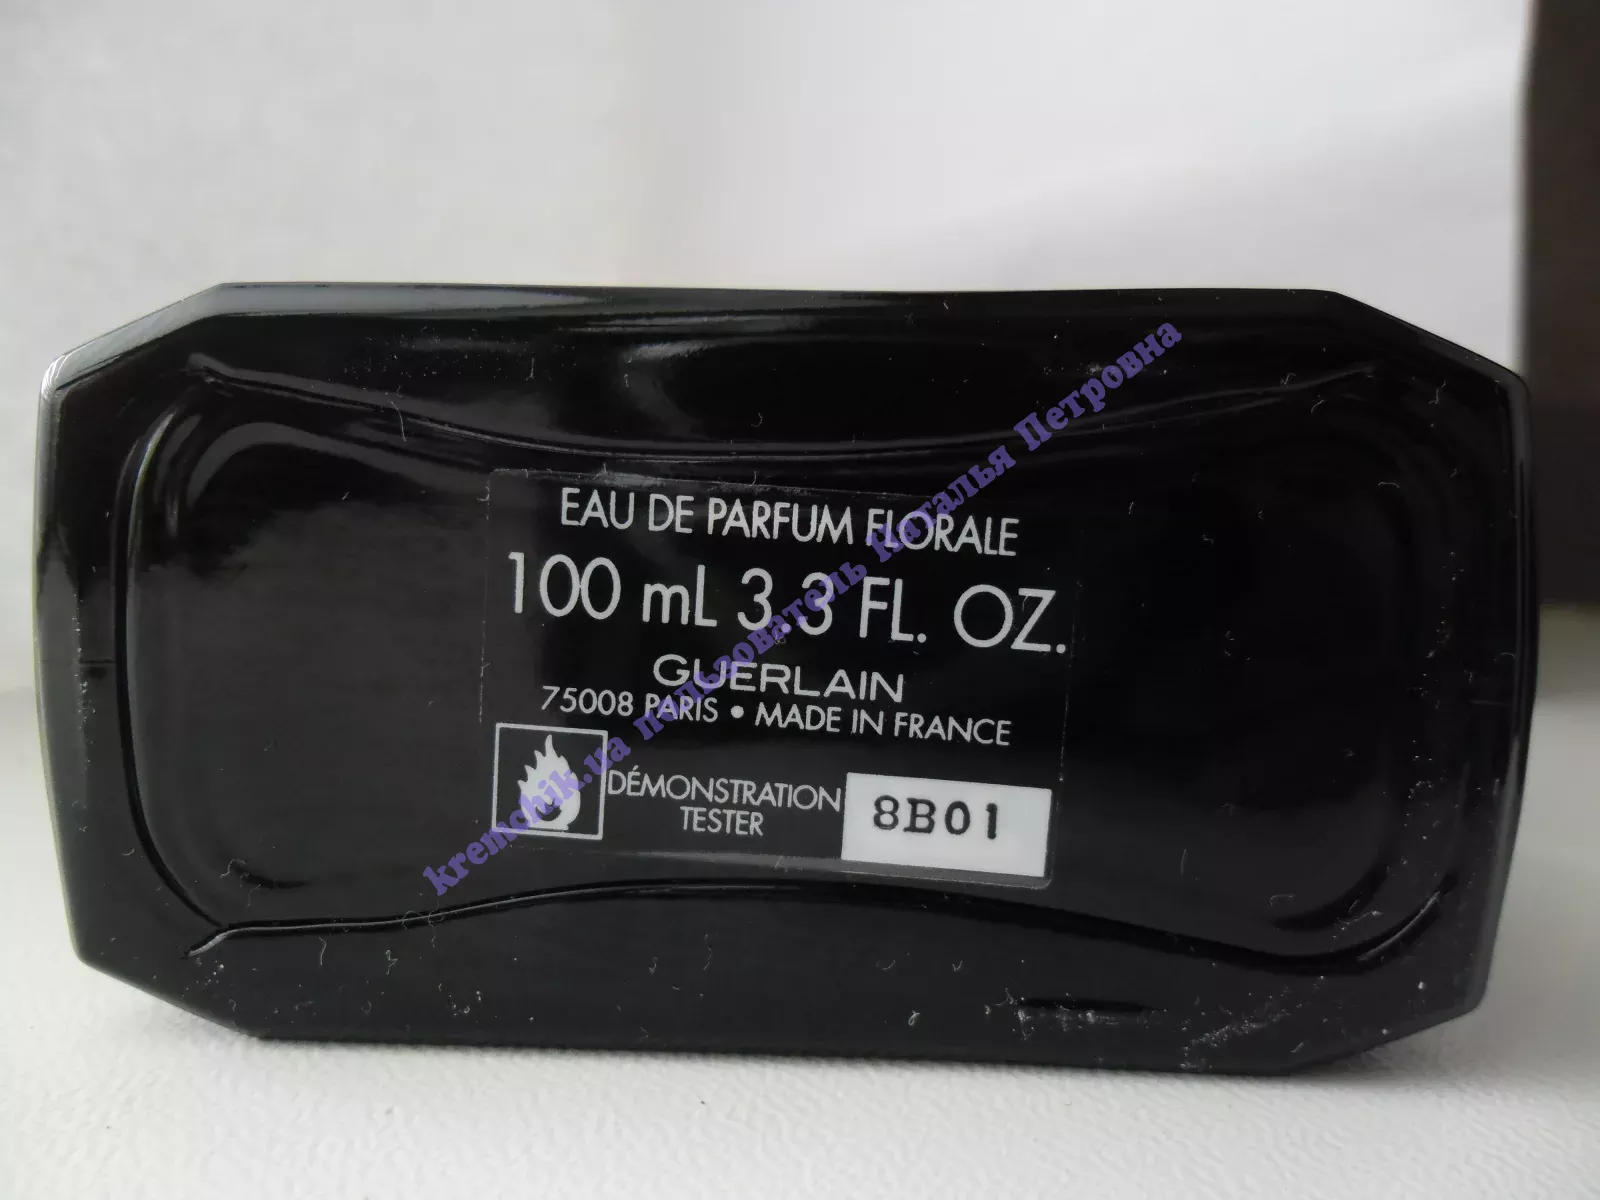 EAU DE PARFUM FLORALE
100 mL 3.3 FL. OZ.
GUERLAIN
75008 PARIS • MADE IN FRANCE
DÉMONSTRATION
TESTER
8B01
kremchik.ua пользователь Наталья Петровна